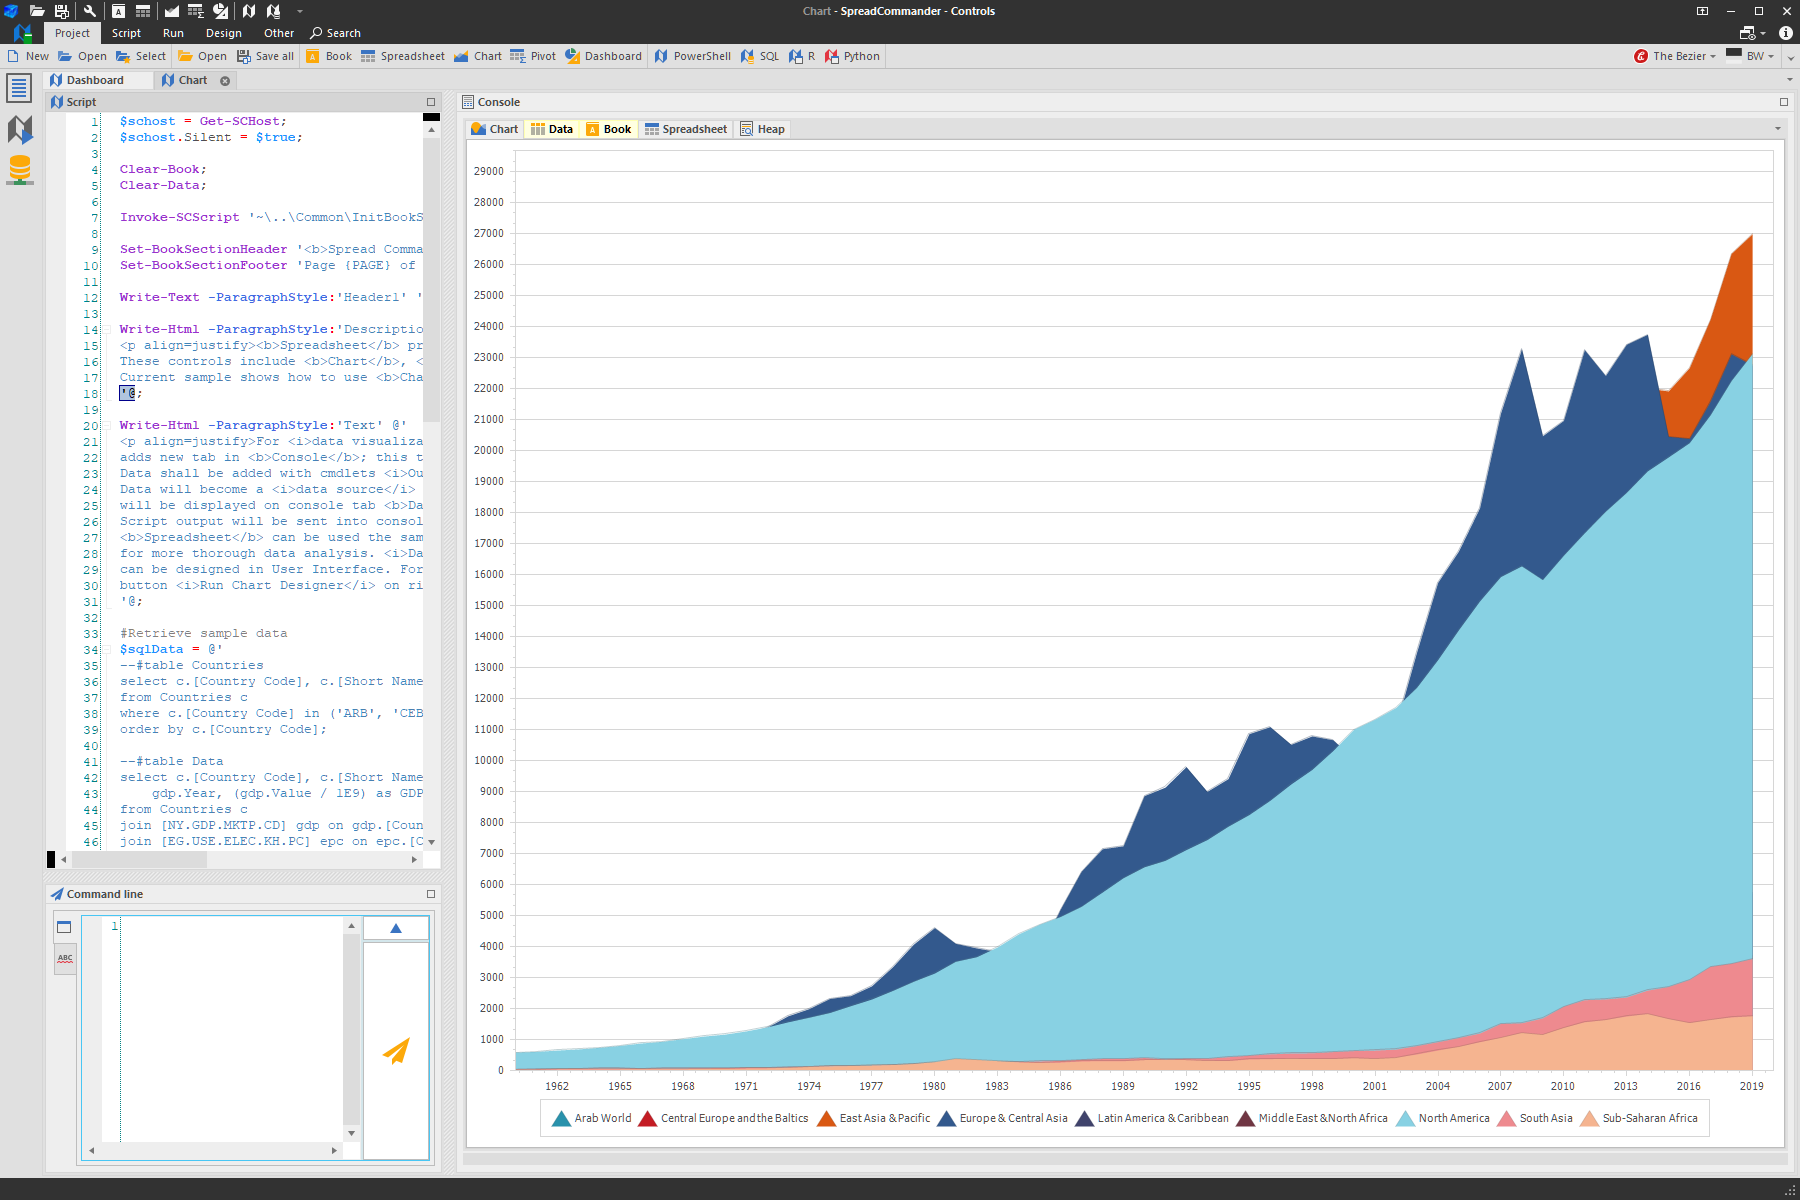 Chart - SpreadCommander - Controls
Project Script Run Design Other Search
New Open Select Open Save all Book Spreadsheet Chart Pivot Dashboard PowerShell SQL R Python The Bezier BW
Dashboard Chart
Script
1 $schost = Get-SCHost;
2 $schost.Silent = $true;
3
4 Clear-Book;
5 Clear-Data;
6
7 Invoke-SCScript '~\..\Common\InitBookS
8
9 Set-BookSectionHeader '<b>Spread Comma
10 Set-BookSectionFooter 'Page {PAGE} of
11
12 Write-Text -ParagraphStyle:'Header1' '
13
14 Write-Html -ParagraphStyle:'Descriptio
15 <p align=justify><b>Spreadsheet</b> pr
16 These controls include <b>Chart</b>, <
17 Current sample shows how to use <b>Cha
18 '@;
19
20 Write-Html -ParagraphStyle:'Text' @'
21 <p align=justify>For <i>data visualiza
22 adds new tab in <b>Console</b>; this t
23 Data shall be added with cmdlets <i>Ou
24 Data will become a <i>data source</i>
25 will be displayed on console tab <b>Da
26 Script output will be sent into consol
27 <b>Spreadsheet</b> can be used the sam
28 for more thorough data analysis. <i>Da
29 can be designed in User Interface. For
30 button <i>Run Chart Designer</i> on ri
31 '@;
32
33 #Retrieve sample data
34 $sqlData = @'
35 --#table Countries
36 select c.[Country Code], c.[Short Name
37 from Countries c
38 where c.[Country Code] in ('ARB', 'CEB
39 order by c.[Country Code];
40
41 --#table Data
42 select c.[Country Code], c.[Short Name
43 gdp.Year, (gdp.Value / 1E9) as GDP
44 from Countries c
45 join [NY.GDP.MKTP.CD] gdp on gdp.[Coun
46 join [EG.USE.ELEC.KH.PC] epc on epc.[C
Command line
1
ABC
Console
Chart Data Book Spreadsheet Heap
29000
28000
27000
26000
25000
24000
23000
22000
21000
20000
19000
18000
17000
16000
15000
14000
13000
12000
11000
10000
9000
8000
7000
6000
5000
4000
3000
2000
1000
0
1962 1965 1968 1971 1974 1977 1980 1983 1986 1989 1992 1995 1998 2001 2004 2007 2010 2013 2016 2019
Arab World Central Europe and the Baltics East Asia & Pacific Europe & Central Asia Latin America & Caribbean Middle East & North Africa North America South Asia Sub-Saharan Africa